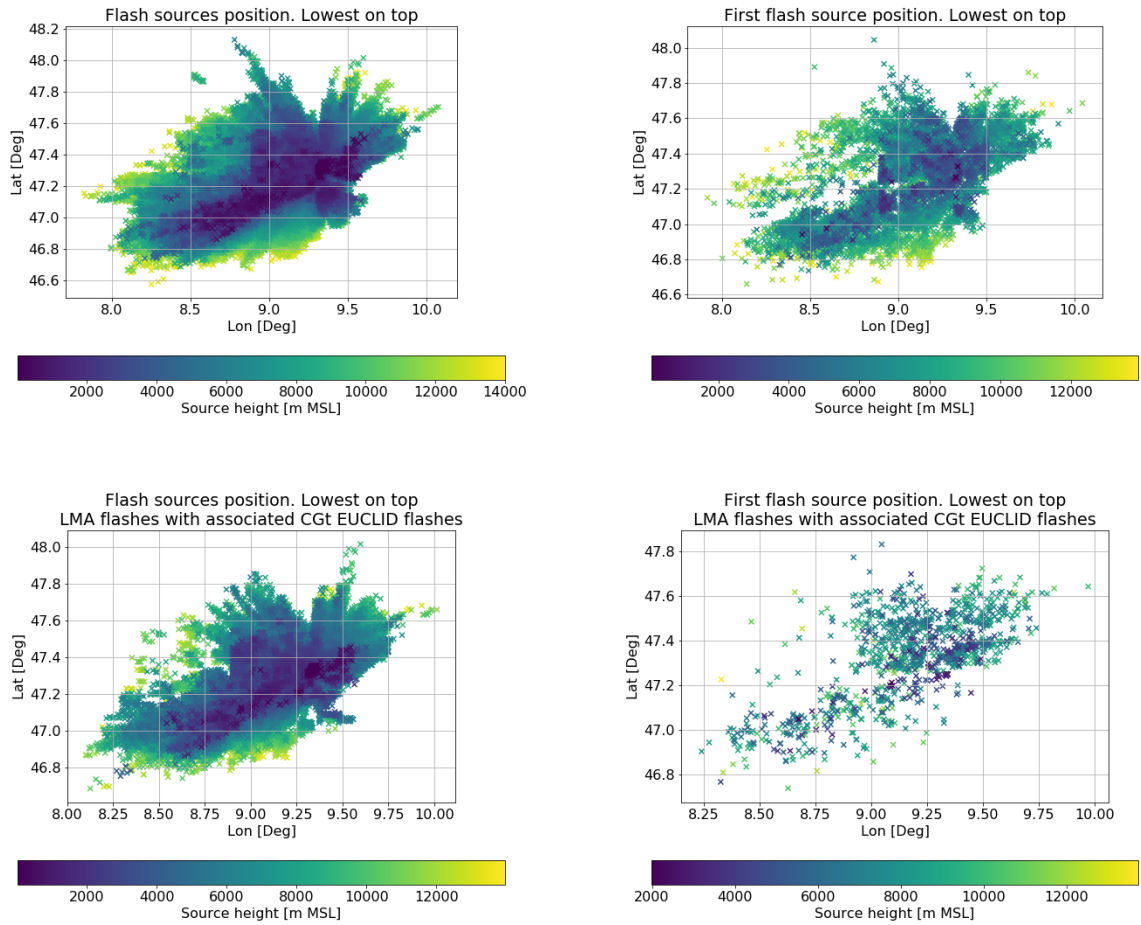 Flash sources position. Lowest on top
48.2
48.0
47.8
47.6
47.4
47.2
47.0
46.8
46.6
Lat [Deg]
8.0 8.5 9.0 9.5 10.0
Lon [Deg]
2000 4000 6000 8000 10000 12000 14000
Source height [m MSL]
First flash source position. Lowest on top
48.0
47.8
47.6
47.4
47.2
47.0
46.8
46.6
Lat [Deg]
8.0 8.5 9.0 9.5 10.0
Lon [Deg]
2000 4000 6000 8000 10000 12000
Source height [m MSL]
Flash sources position. Lowest on top
LMA flashes with associated CGt EUCLID flashes
48.0
47.8
47.6
47.4
47.2
47.0
46.8
Lat [Deg]
8.00 8.25 8.50 8.75 9.00 9.25 9.50 9.75 10.00
Lon [Deg]
2000 4000 6000 8000 10000 12000
Source height [m MSL]
First flash source position. Lowest on top
LMA flashes with associated CGt EUCLID flashes
47.8
47.6
47.4
47.2
47.0
46.8
Lat [Deg]
8.25 8.50 8.75 9.00 9.25 9.50 9.75 10.00
Lon [Deg]
2000 4000 6000 8000 10000 12000
Source height [m MSL]